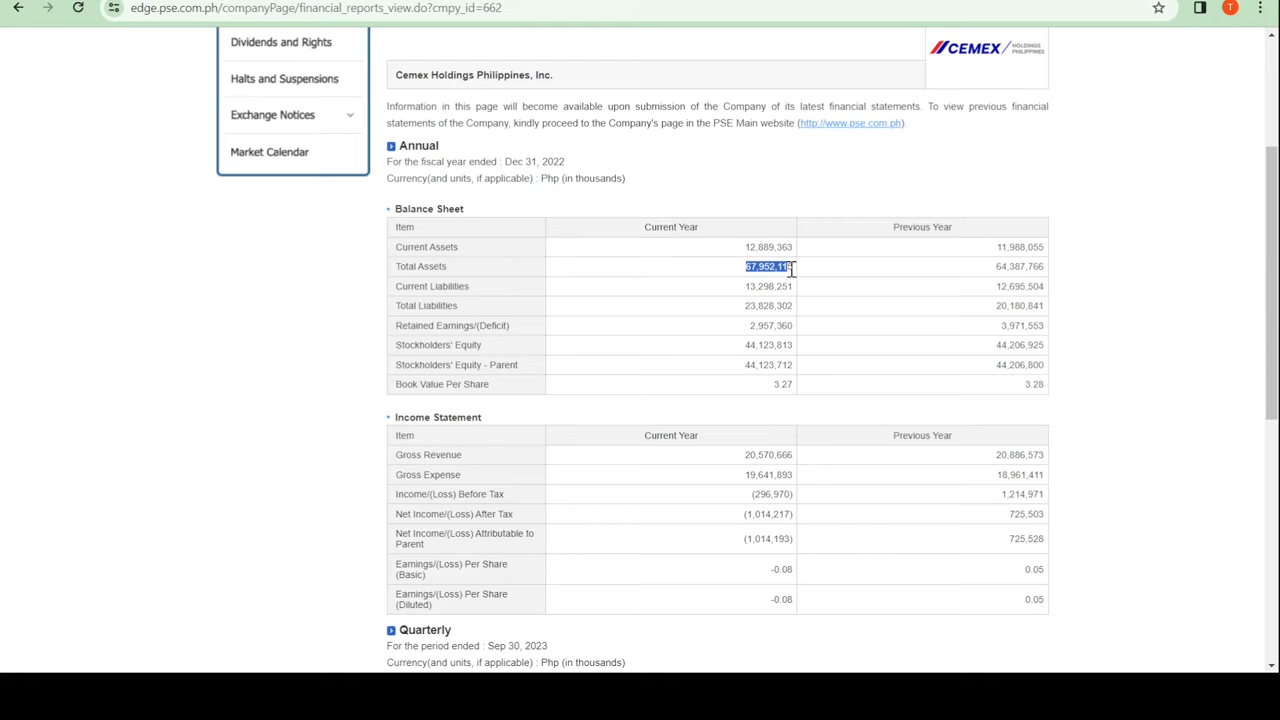 edge.pse.com.ph/companyPage/financial_reports_view.do?cmpy_id=662
T
Dividends and Rights
Halts and Suspensions
Exchange Notices
Market Calendar
CEMEX HOLDINGS PHILIPPINES
Cemex Holdings Philippines, Inc.
Information in this page will become available upon submission of the Company of its latest financial statements. To view previous financial
statements of the Company, kindly proceed to the Company's page in the PSE Main website (http://www.pse.com.ph).
Annual
For the fiscal year ended : Dec 31, 2022
Currency(and units, if applicable) : Php (in thousands)
Balance Sheet
Item Current Year Previous Year
Current Assets 12,889,363 11,988,055
Total Assets 67,952,115 64,387,766
Current Liabilities 13,298,251 12,695,504
Total Liabilities 23,828,302 20,180,841
Retained Earnings/(Deficit) 2,957,360 3,971,553
Stockholders' Equity 44,123,813 44,206,925
Stockholders' Equity - Parent 44,123,712 44,206,800
Book Value Per Share 3.27 3.28
Income Statement
Item Current Year Previous Year
Gross Revenue 20,570,666 20,886,573
Gross Expense 19,641,893 18,961,411
Income/(Loss) Before Tax (296,970) 1,214,971
Net Income/(Loss) After Tax (1,014,217) 725,503
Net Income/(Loss) Attributable to
Parent (1,014,193) 725,528
Earnings/(Loss) Per Share
(Basic) -0.08 0.05
Earnings/(Loss) Per Share
(Diluted) -0.08 0.05
Quarterly
For the period ended : Sep 30, 2023
Currency(and units, if applicable) : Php (in thousands)